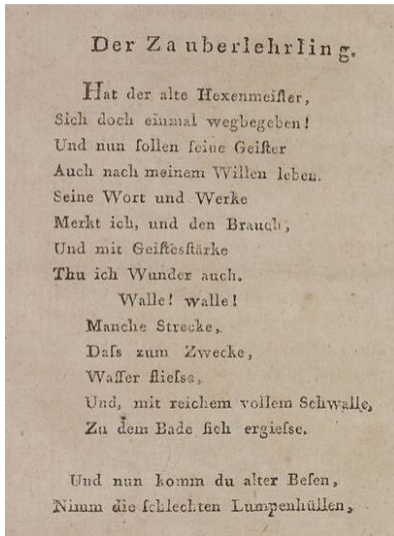 Der Zauberlehrling.
Hat der alte Hexenmeiſter,
Sich doch einmal wegbegeben!
Und nun ſollen ſeine Geiſter
Auch nach meinem Willen leben.
Seine Wort und Werke
Merkt ich, und den Brauch,
Und mit Geiſtesſtärke
Thu ich Wunder auch.
Walle! walle!
Manche Strecke,
Daſs zum Zwecke,
Waſſer flieſse,
Und, mit reichem vollem Schwalle,
Zu dem Bade ſich ergieſse.
Und nun komm du alter Beſen,
Nimm die ſchlechten Lumpenhüllen,